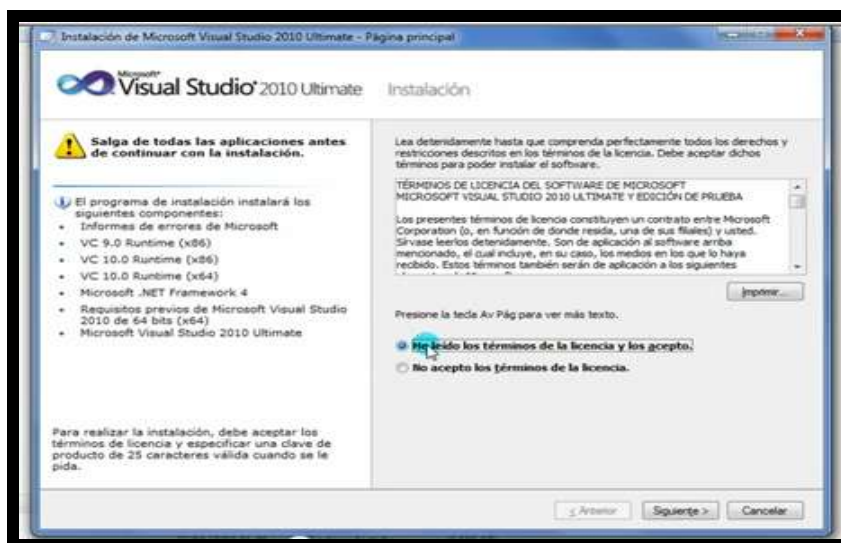 Instalación de Microsoft Visual Studio 2010 Ultimate - Página principal
Microsoft
Visual Studio 2010 Ultimate
Instalación
Salga de todas las aplicaciones antes
de continuar con la instalación.
El programa de instalación instalará los
siguientes componentes:
Informes de errores de Microsoft
VC 9.0 Runtime (x86)
VC 10.0 Runtime (x86)
VC 10.0 Runtime (x64)
Microsoft .NET Framework 4
Requisitos previos de Microsoft Visual Studio
2010 de 64 bits (x64)
Microsoft Visual Studio 2010 Ultimate
Para realizar la instalación, debe aceptar los
términos de licencia y especificar una clave de
producto de 25 caracteres válida cuando se le
pida.
Lea detenidamente hasta que comprenda perfectamente todos los derechos y
restricciones descritos en los términos de la licencia. Debe aceptar dichos
términos para poder instalar el software.
TÉRMINOS DE LICENCIA DEL SOFTWARE DE MICROSOFT
MICROSOFT VISUAL STUDIO 2010 ULTIMATE Y EDICIÓN DE PRUEBA
Los presentes términos de licencia constituyen un contrato entre Microsoft
Corporation (o, en función de donde resida, una de sus filiales) y usted.
Sírvase leerlos detenidamente. Son de aplicación al software arriba
mencionado, el cual incluye, en su caso, los medios en los que lo haya
recibido. Estos términos también serán de aplicación a los siguientes
Imprimir...
Presione la tecla Av Pág para ver más texto.
He leído los términos de la licencia y los acepto.
No acepto los términos de la licencia.
< Anterior
Siguiente >
Cancelar